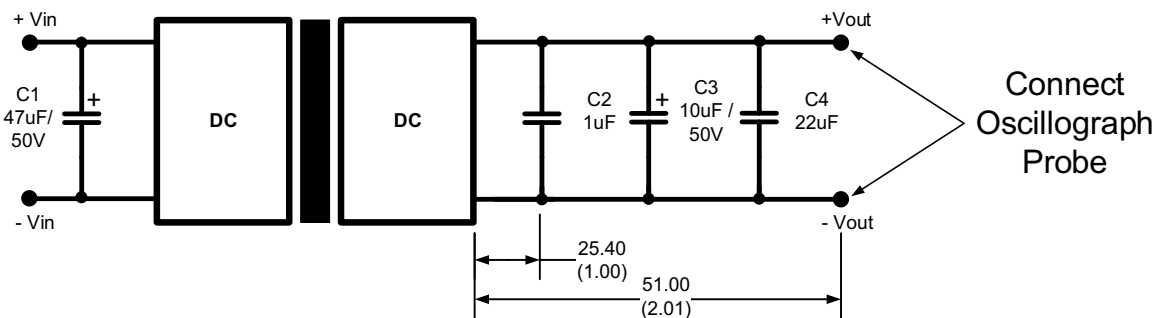 + Vin
+Vout
C1
47uF/
50V
+
DC
DC
C2
1uF
+
C3
10uF /
50V
C4
22uF
Connect
Oscillograph
Probe
- Vin
- Vout
25.40
(1.00)
51.00
(2.01)